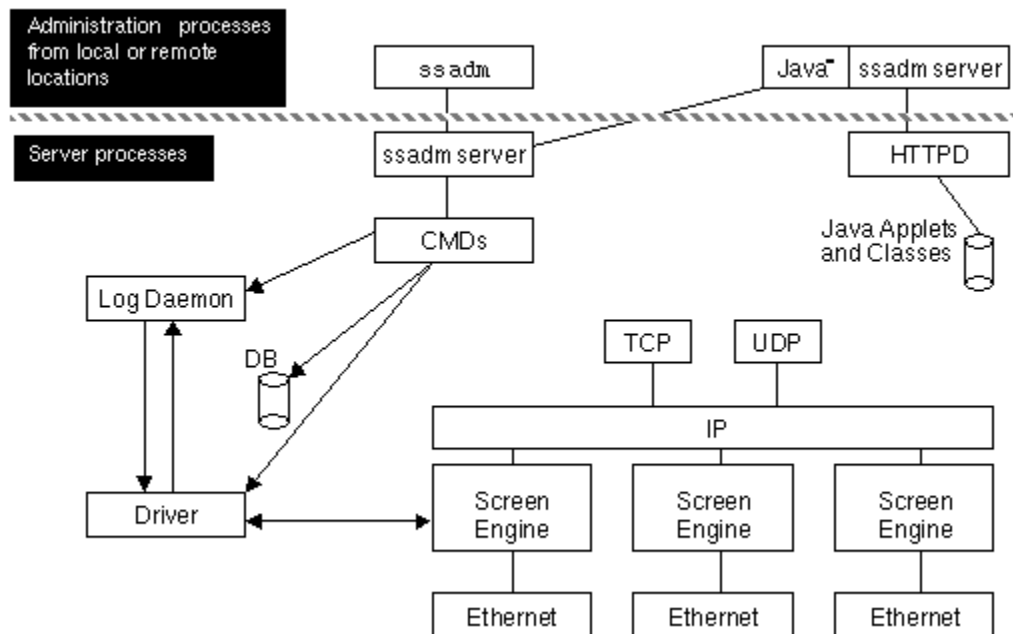 Administration processes
from local or remote
locations
ssadm
Java™
ssadm server
Server processes
ssadm server
HTTPD
CMDs
Java Applets
and Classes
Log Daemon
DB
TCP
UDP
IP
Driver
Screen
Engine
Screen
Engine
Screen
Engine
Ethernet
Ethernet
Ethernet